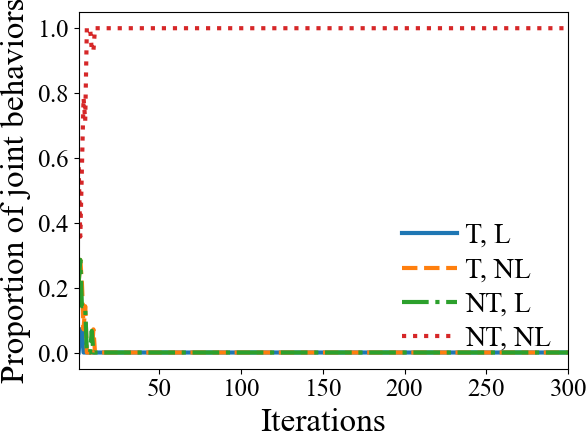 Proportion of joint behaviors
1.0
0.8
0.6
0.4
0.2
0.0
T, L
T, NL
NT, L
NT, NL
50
100
150
200
250
300
Iterations